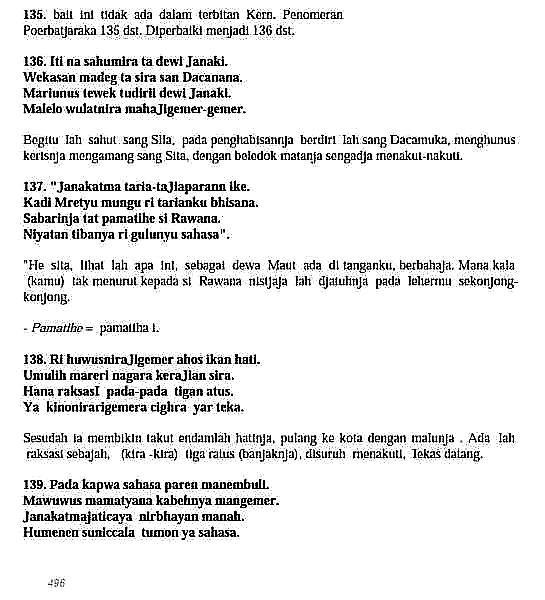 135. bait ini tidak ada dalam terbitan Kern. Penomeran
Poerbatjaraka 135 dst. Diperbaiki menjadi 136 dst.
136. Iti na sahumira ta dewi Janaki.
Wekasan madeg ta sira san Dacanana.
Mariunus tewek tudiril dewi Janaki.
Malelo wulatnira mahaJigemer-gemer.
Begitu lah sahut sang Sila, pada penghabisannja berdiri lah sang Dacamuka, menghunus
kerisnja mengamang sang Sita, dengan belodok matanja sengadja menakut-nakuti.
137. "Janakatma taria-taJiaparann ike.
Kadi Mretyu mungu ri tarianku bhisana.
Sabarinja tat pamatihe si Rawana.
Niyatan tibanya ri gulunyu sahasa".
"He sita, lihat lah apa ini, sebagai dewa Maut ada di tanganku, berbahaja. Mana kala
(kamu) tak menurut kepada si Rawana nistjaja lah djatuhnja pada lehermu sekonjong-
konjong.
- Pamatihe = pamatiha i.
138. Ri huwusniraJigemer ahos ikan hati.
Umulih mareri nagara keraJian sira.
Hana raksasI pada-pada tigan atus.
Ya kinonirarigemera cighra yar teka.
Sesudah ia membikin takut endamlah hatinja, pulang ke kota dengan malunja . Ada lah
raksasi sebajah, (kira -kira) tiga ratus (banjaknja), disuruh menakuti, lekas datang.
139. Pada kapwa sahasa paren manembuli.
Mawuwus mamatyana kabehnya mangemer.
Janakatmajaticaya nirbhayan manah.
Humenen suniccala tumon ya sahasa.
496